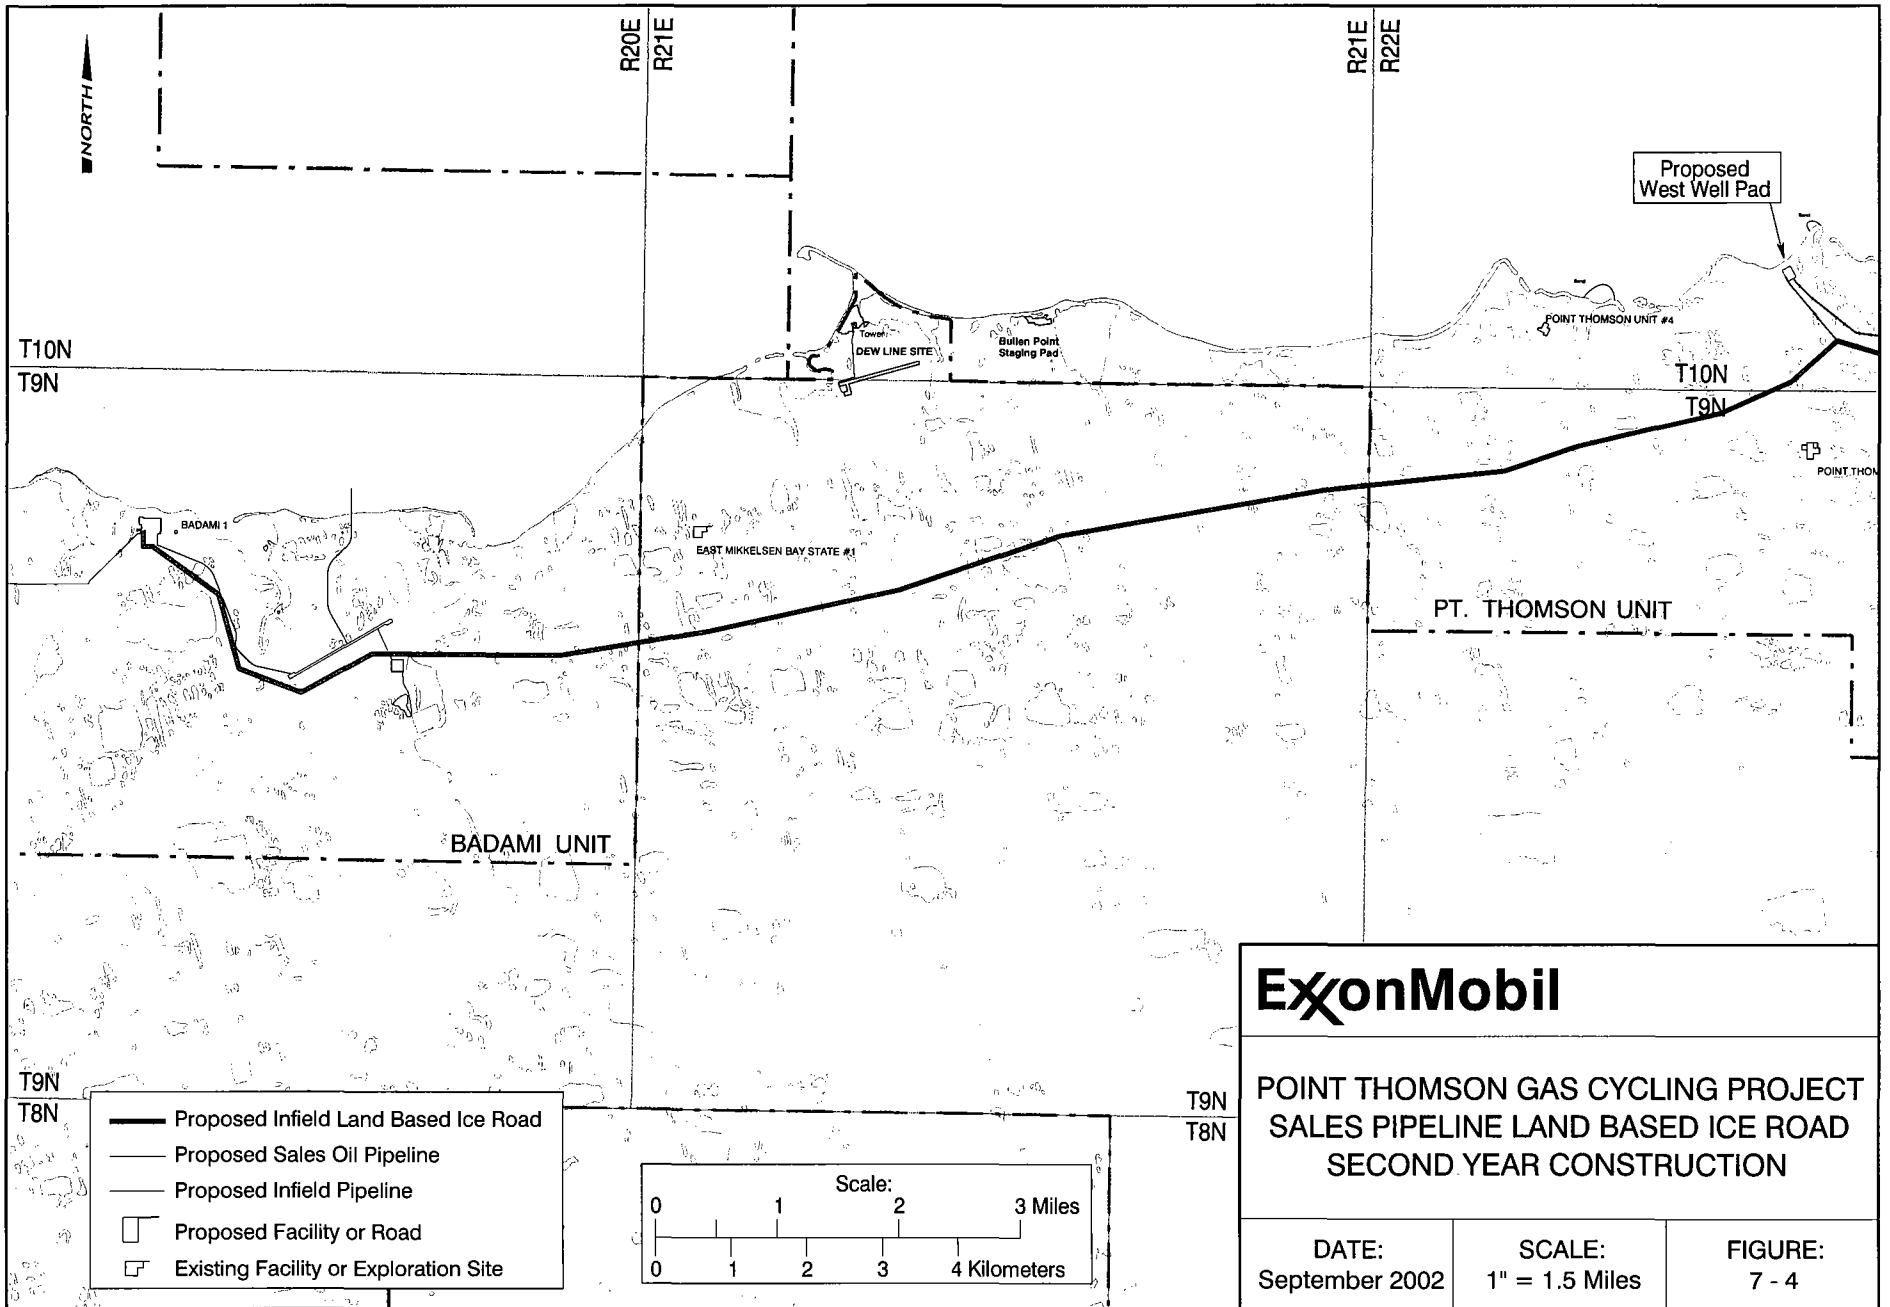 NORTH
R20E
R21E
R21E
R22E
Proposed
West Well Pad
Sand
Sand
POINT THOMSON UNIT #4
Tower
DEW LINE SITE
Bullen Point
Staging Pad
T10N
T9N
T10N
T9N
POINT THOM
BADAMI 1
EAST MIKKELSEN BAY STATE #1
PT. THOMSON UNIT
BADAMI UNIT
T9N
T8N
T9N
T8N
Proposed Infield Land Based Ice Road
Proposed Sales Oil Pipeline
Proposed Infield Pipeline
Proposed Facility or Road
Existing Facility or Exploration Site
Scale:
0 1 2 3 Miles
0 1 2 3 4 Kilometers
ExxonMobil
POINT THOMSON GAS CYCLING PROJECT
SALES PIPELINE LAND BASED ICE ROAD
SECOND YEAR CONSTRUCTION
DATE:
September 2002
SCALE:
1" = 1.5 Miles
FIGURE:
7 - 4